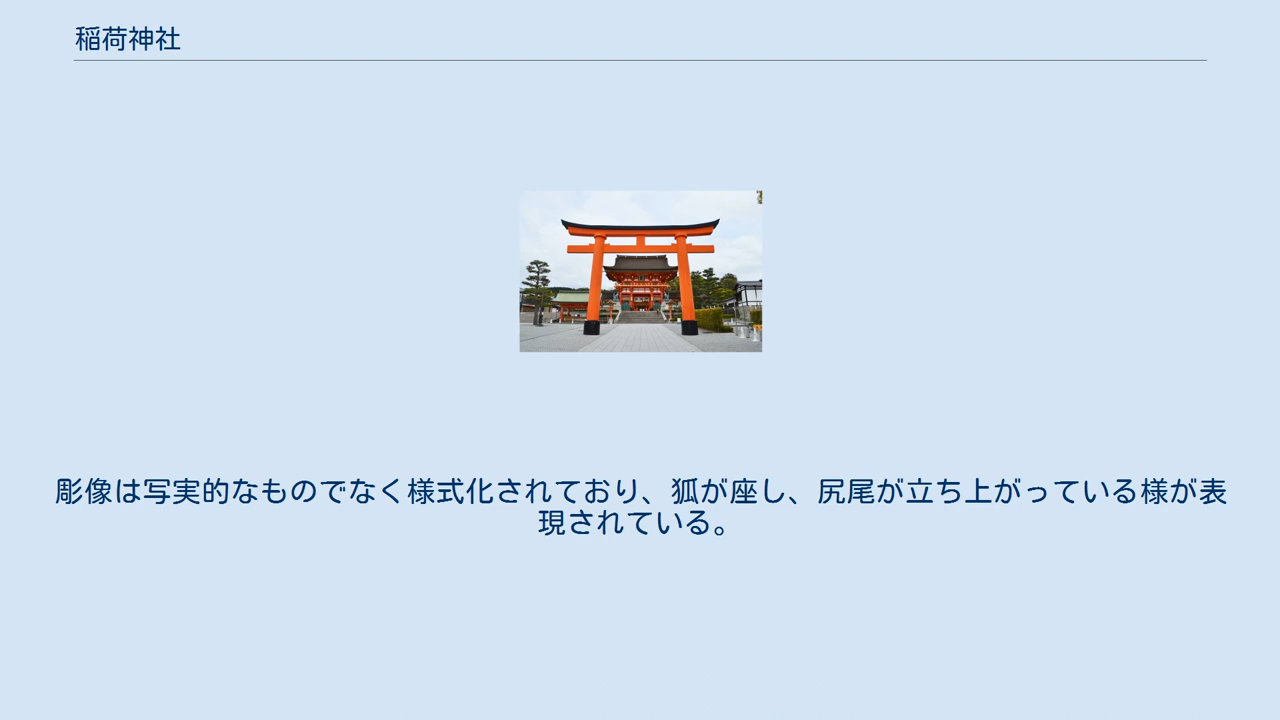 稲荷神社
彫像は写実的なものでなく様式化されており、狐が座し、尻尾が立ち上がっている様が表
現されている。